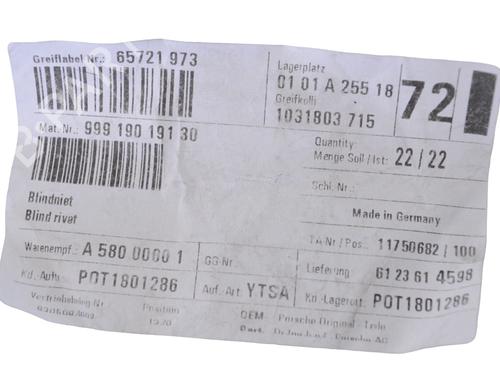 Greiflabel Nr.: 65721 973
Lagerplatz
01 01 A 255 18
Greifkolli
1031803 715
72
Mat. Nr.: 999 190 191 30
Quantity:
Menge Soll / Ist: 22 / 22
Schl. Nr.:
Blindniet
Blind rivet
Made in Germany
TA-Nr / Pos.: 11750682 / 100
Warenempf.: A 580 0000 1
GG-Nr.
Lieferung 61 23 61 4598
Kd. Auftr. POT1801286
Auf. Art. YTSA
Kd -Lagerort: POT1801286
Position
OEM
Porsche Original